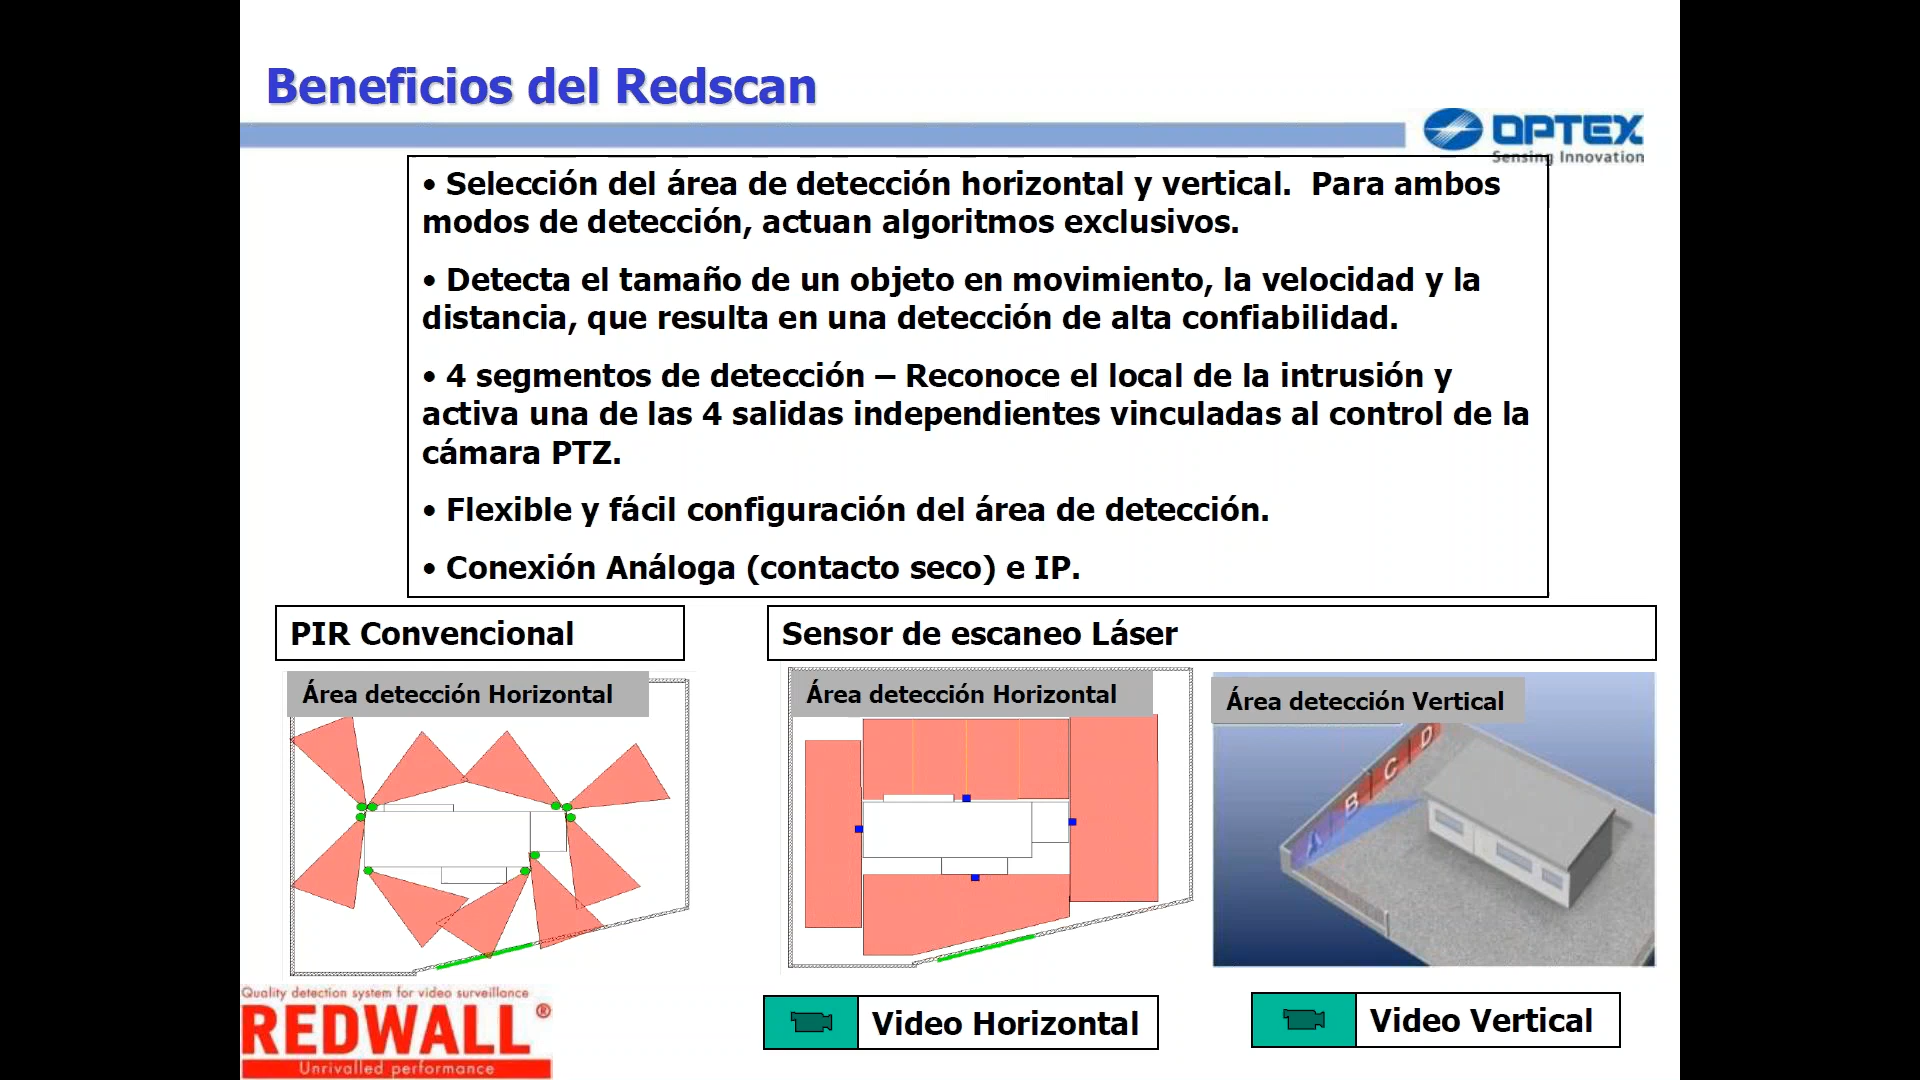 Beneficios del Redscan
OPTEX
Sensing Innovation
• Selección del área de detección horizontal y vertical.  Para ambos
modos de detección, actuan algoritmos exclusivos.
• Detecta el tamaño de un objeto en movimiento, la velocidad y la
distancia, que resulta en una detección de alta confiabilidad.
• 4 segmentos de detección – Reconoce el local de la intrusión y
activa una de las 4 salidas independientes vinculadas al control de la
cámara PTZ.
• Flexible y fácil configuración del área de detección.
• Conexión Análoga (contacto seco) e IP.
PIR Convencional
Sensor de escaneo Láser
Área detección Horizontal
Área detección Horizontal
Área detección Vertical
A B C D
Quality detection system for video surveillance
REDWALL®
Unrivalled performance
Video Horizontal
Video Vertical